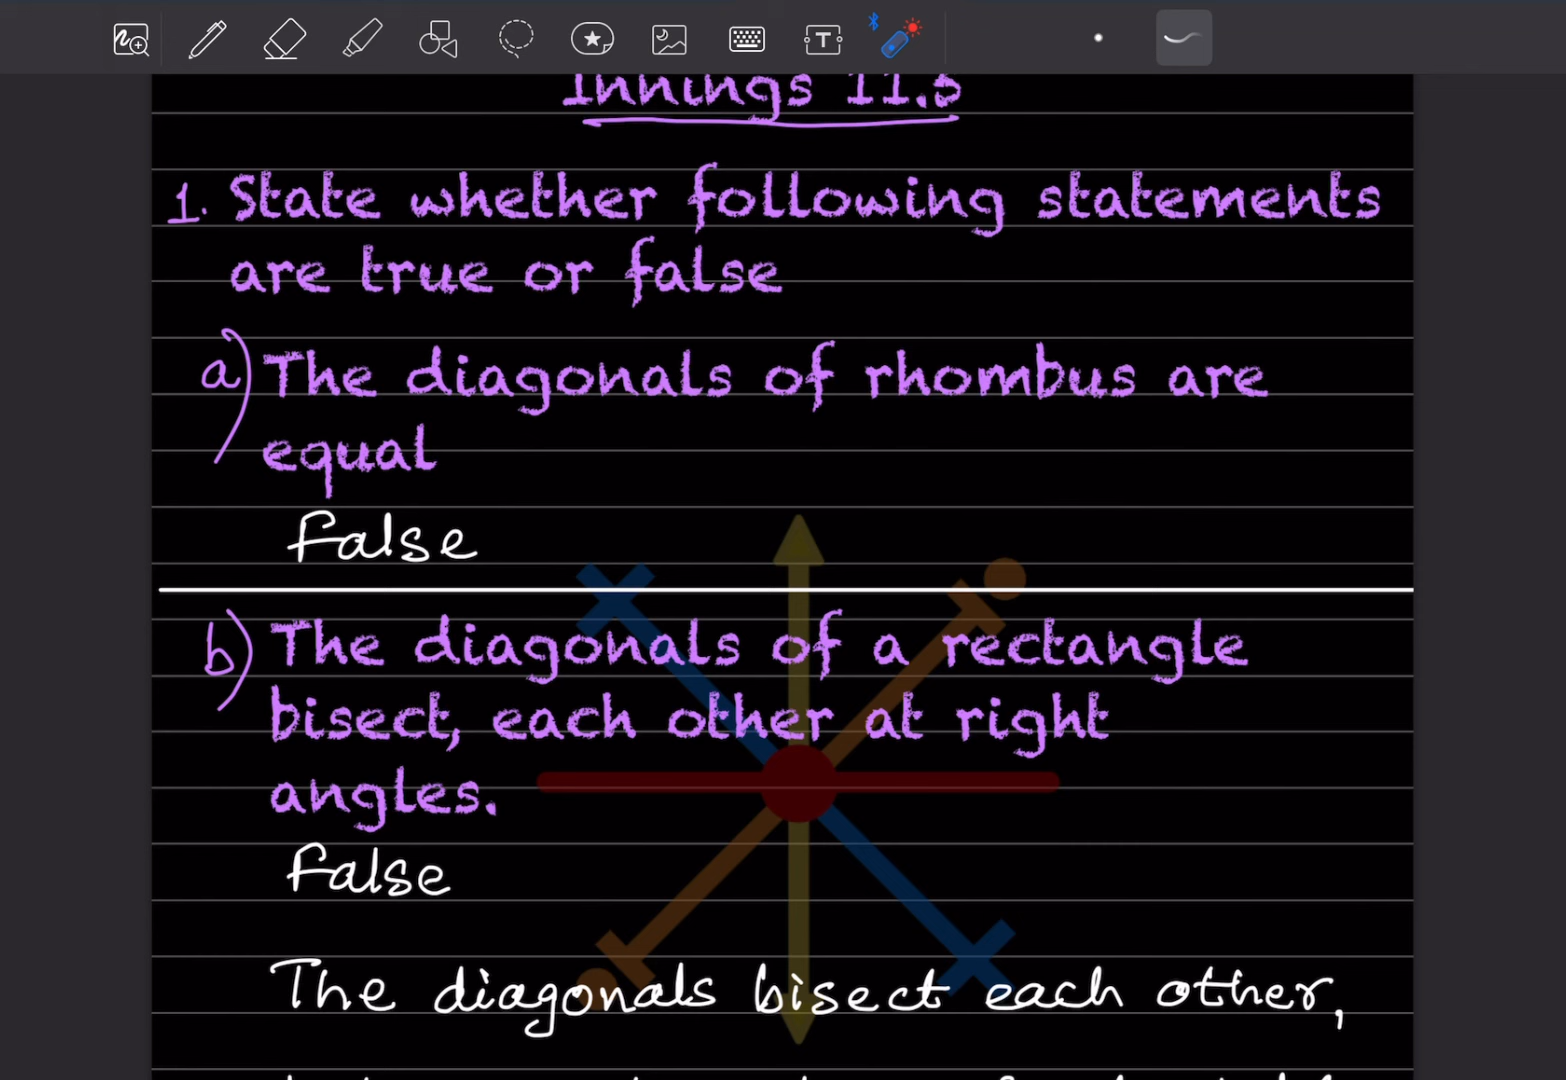 Innings 11.5
1. State whether following statements
are true or false
a) The diagonals of rhombus are
equal
False
b) The diagonals of a rectangle
bisect, each other at right
angles.
False
The diagonals bisect each other,